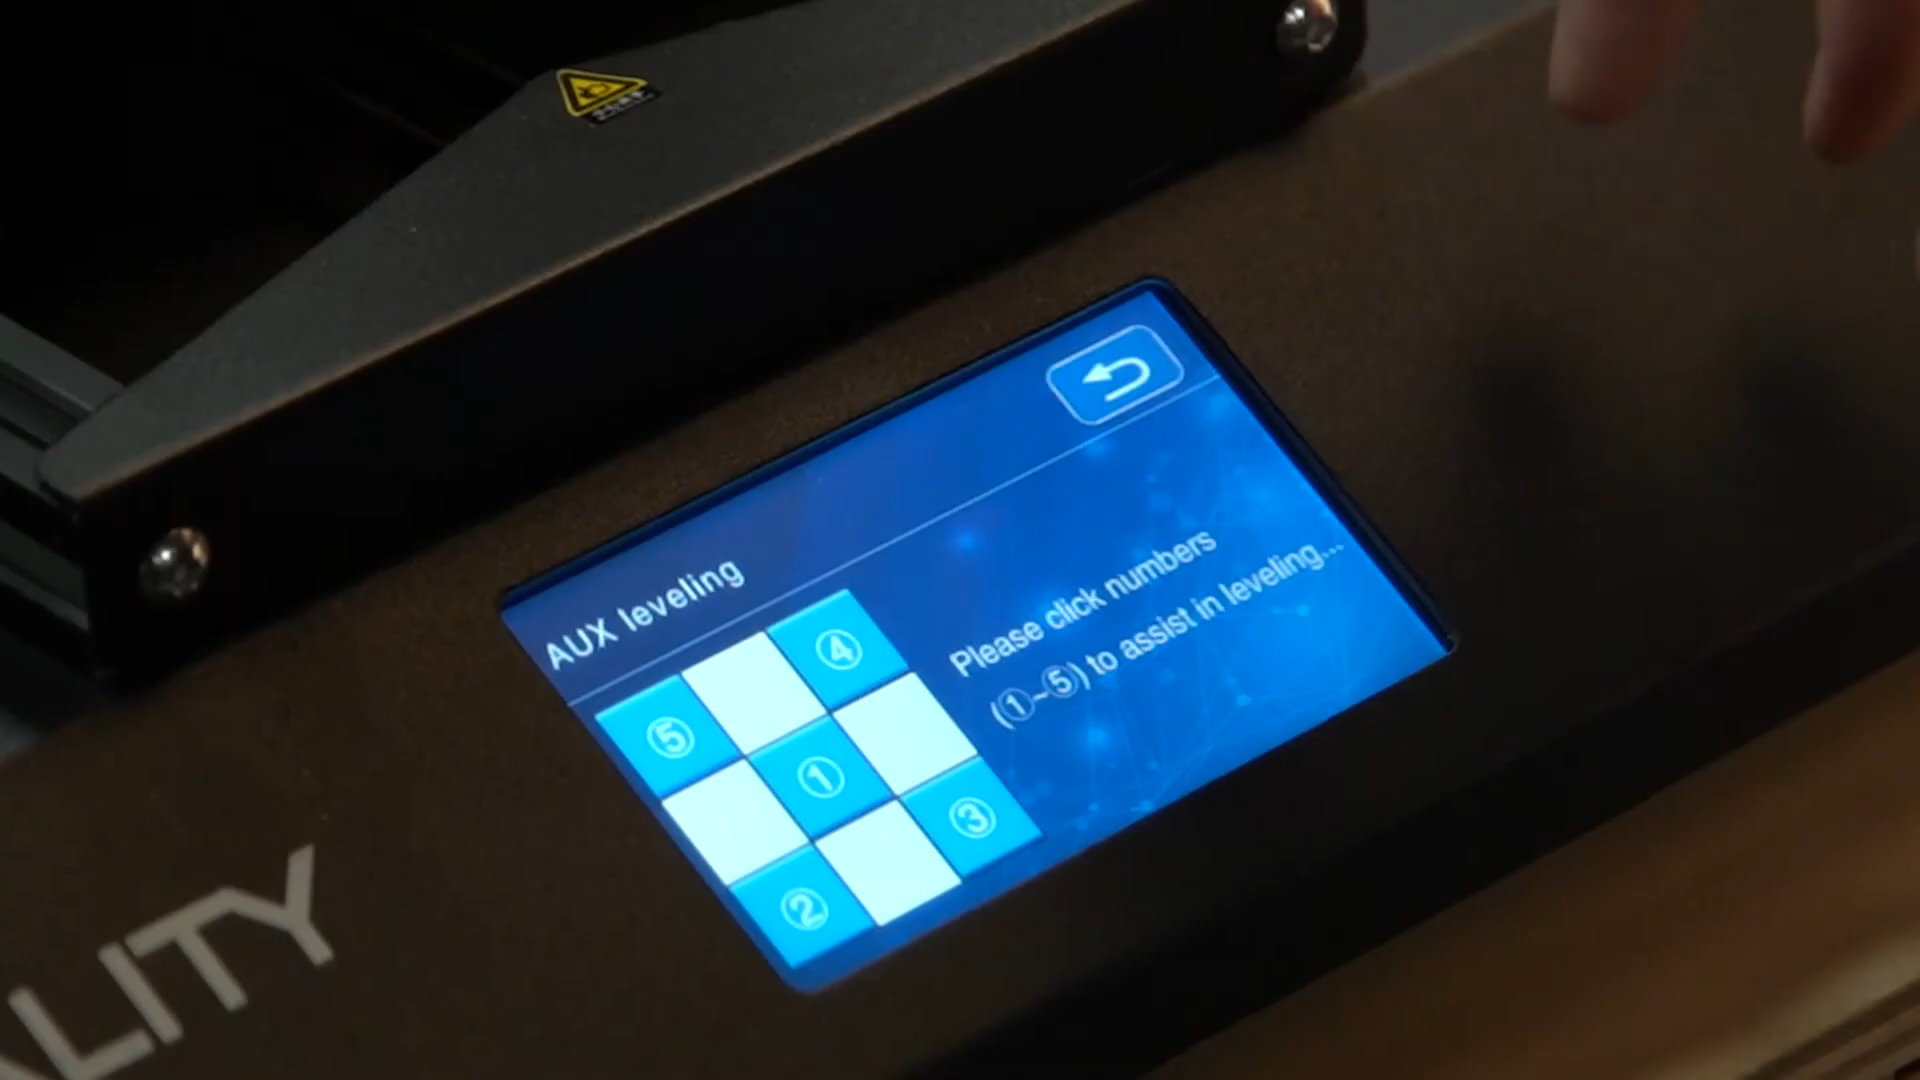 AUX leveling
⑤ ④
①
② ③
Please click numbers
(①~⑤) to assist in leveling...
LITY